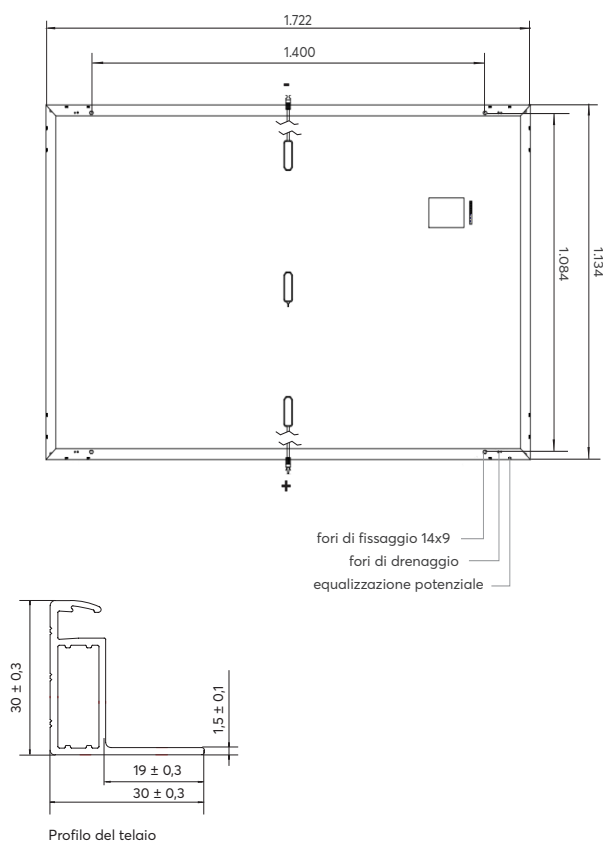 1.722
1.400
-
1.084
1.134
+
fori di fissaggio 14x9
fori di drenaggio
equalizzazione potenziale
30 ± 0,3
1,5 ± 0,1
19 ± 0,3
30 ± 0,3
Profilo del telaio